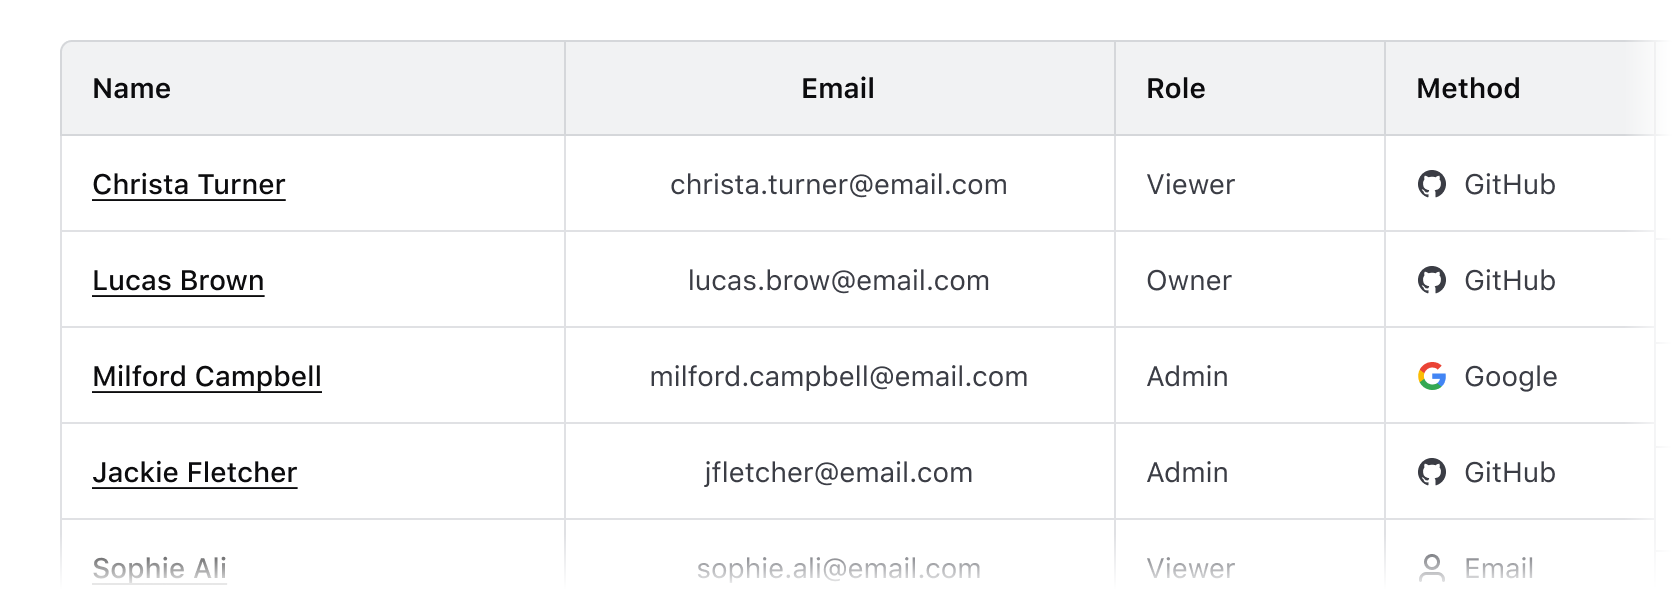 Name Email Role Method
Christa Turner christa.turner@email.com Viewer GitHub
Lucas Brown lucas.brow@email.com Owner GitHub
Milford Campbell milford.campbell@email.com Admin Google
Jackie Fletcher jfletcher@email.com Admin GitHub
Sophie Ali sophie.ali@email.com Viewer Email